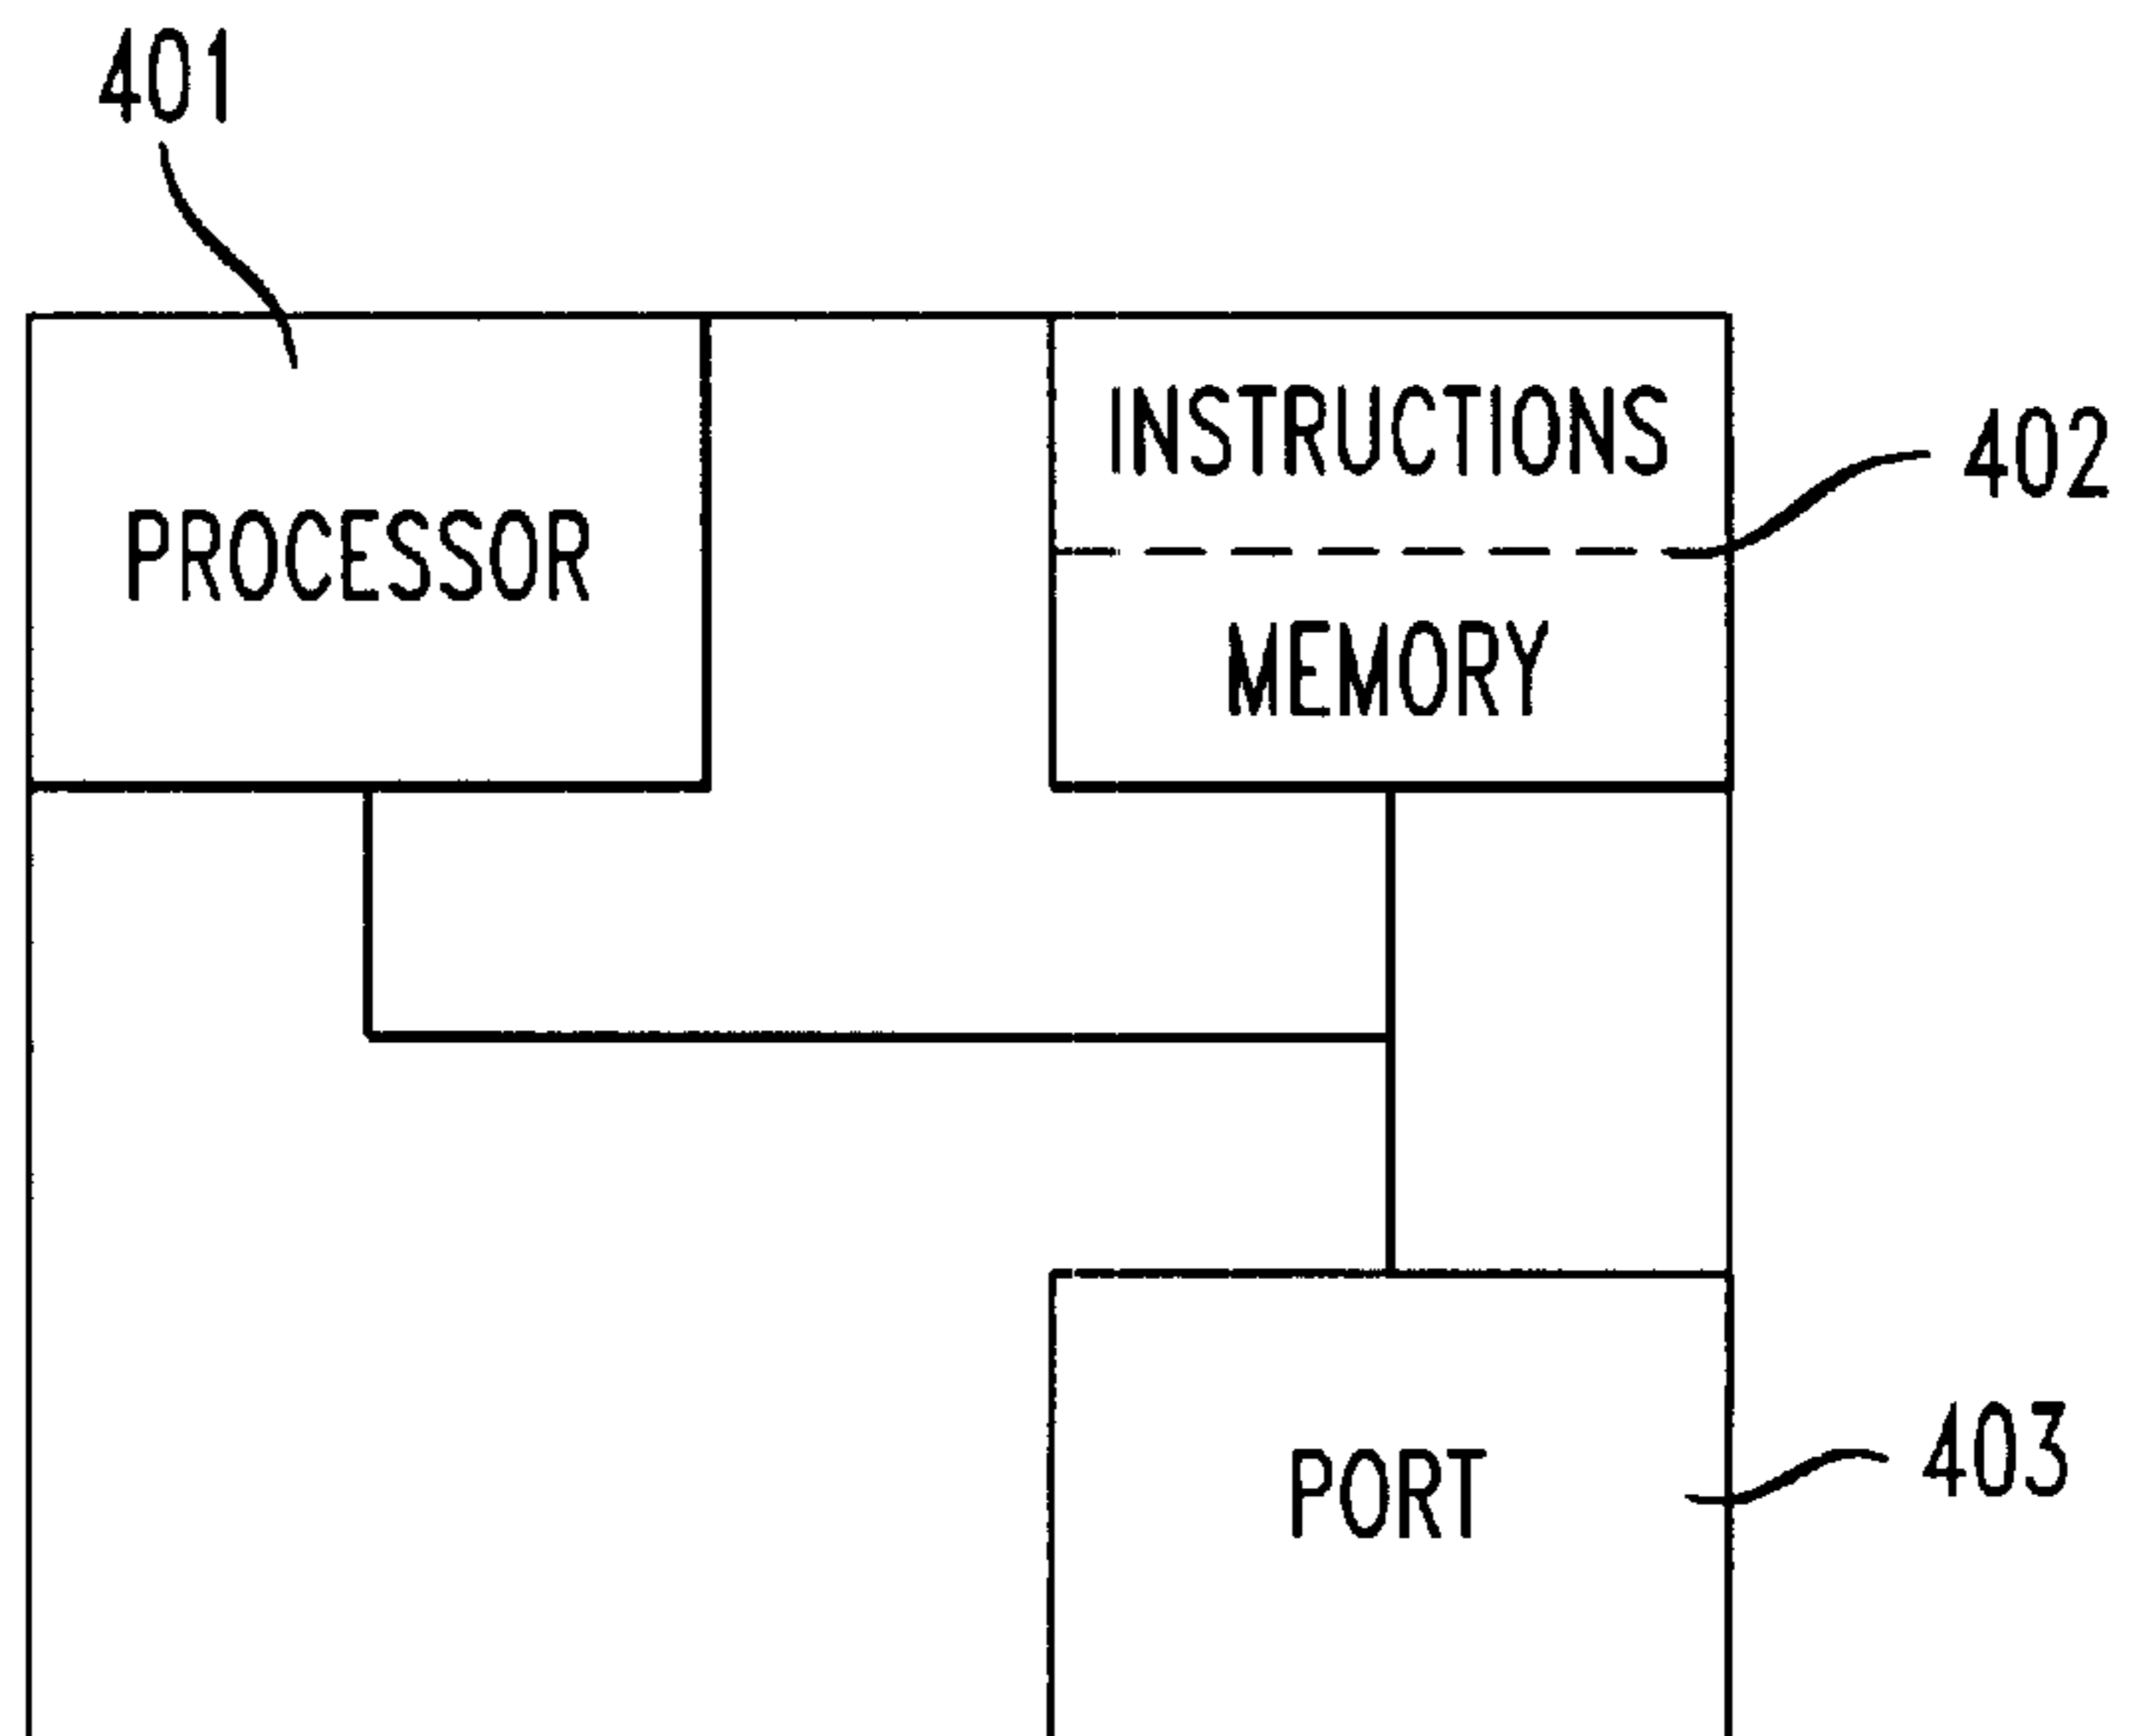 401
INSTRUCTIONS
402
PROCESSOR
MEMORY
PORT
403